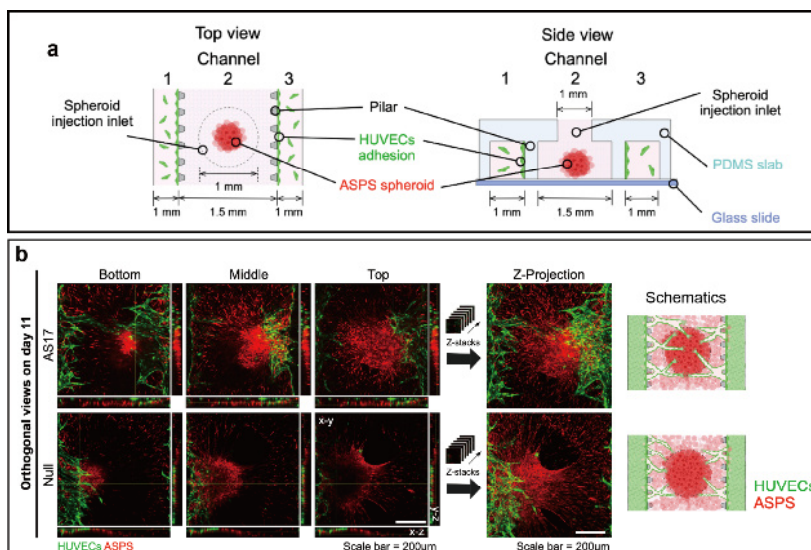 a
Top view
Channel
1 2 3
Spheroid
injection inlet
Pilar
HUVECs
adhesion
ASPS spheroid
1 mm
1 mm 1.5 mm 1 mm
Side view
Channel
1 2 3
1 mm
Spheroid
injection inlet
PDMS slab
Glass slide
1 mm 1.5 mm 1 mm
b
Orthogonal views on day 11
Bottom Middle Top Z-Projection
Schematics
AS17
Z-stacks
Null
x-y
Z-stacks
y-z
x-z
HUVECs
ASPS
HUVECs ASPS
Scale bar = 200um
Scale bar = 200um